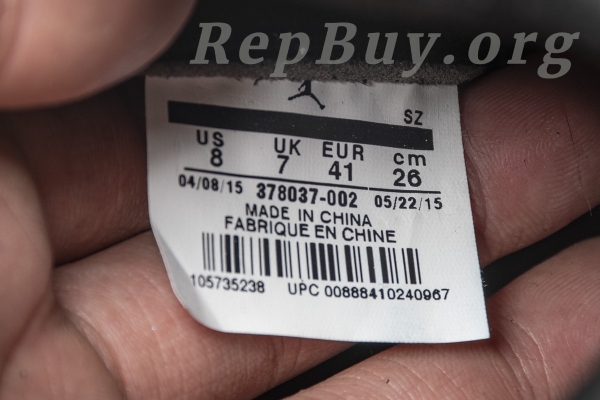 RepBuy.org
SZ
US UK EUR cm
8 7 41 26
04/08/15 378037-002 05/22/15
MADE IN CHINA
FABRIQUE EN CHINE
105735238 UPC 00888410240967